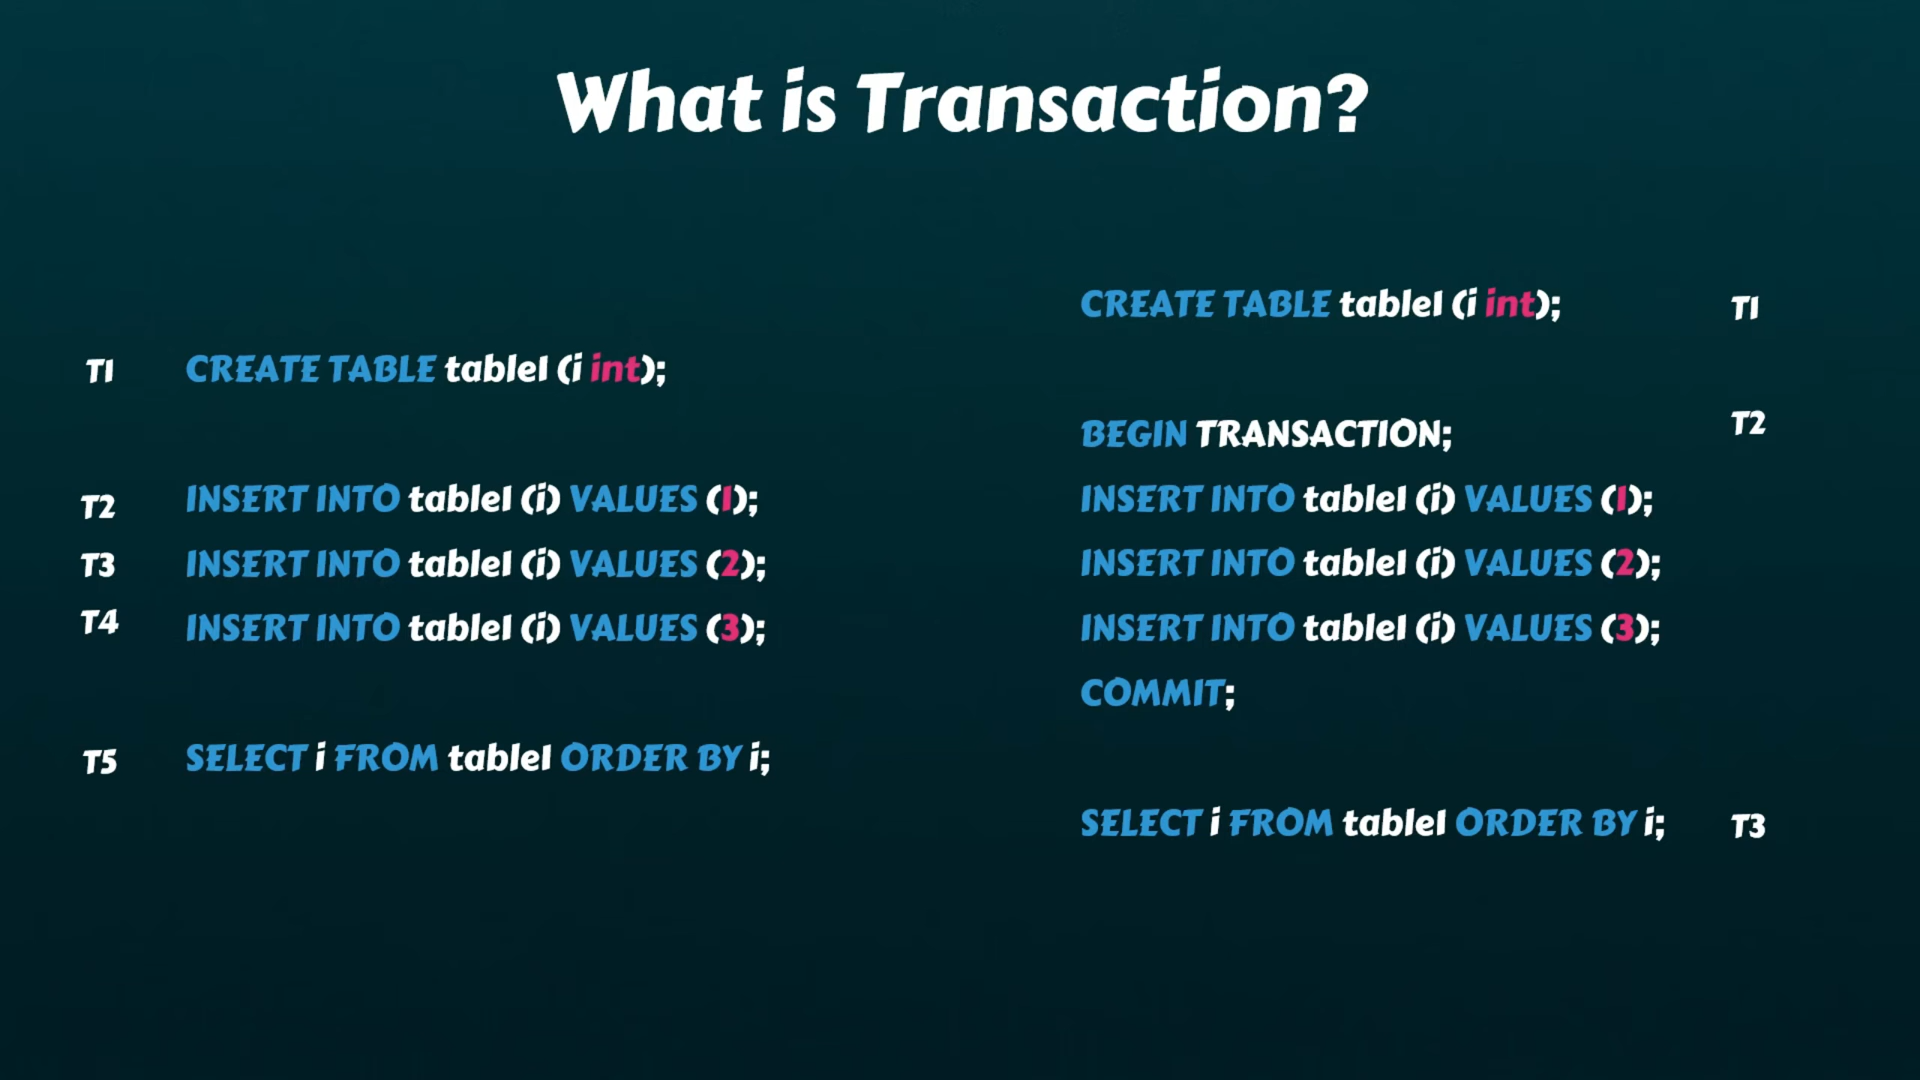 What is Transaction?
T1 CREATE TABLE table1 (i int);
T2 INSERT INTO table1 (i) VALUES (1);
T3 INSERT INTO table1 (i) VALUES (2);
T4 INSERT INTO table1 (i) VALUES (3);
T5 SELECT i FROM table1 ORDER BY i;
CREATE TABLE table1 (i int); T1
BEGIN TRANSACTION; T2
INSERT INTO table1 (i) VALUES (1);
INSERT INTO table1 (i) VALUES (2);
INSERT INTO table1 (i) VALUES (3);
COMMIT;
SELECT i FROM table1 ORDER BY i; T3